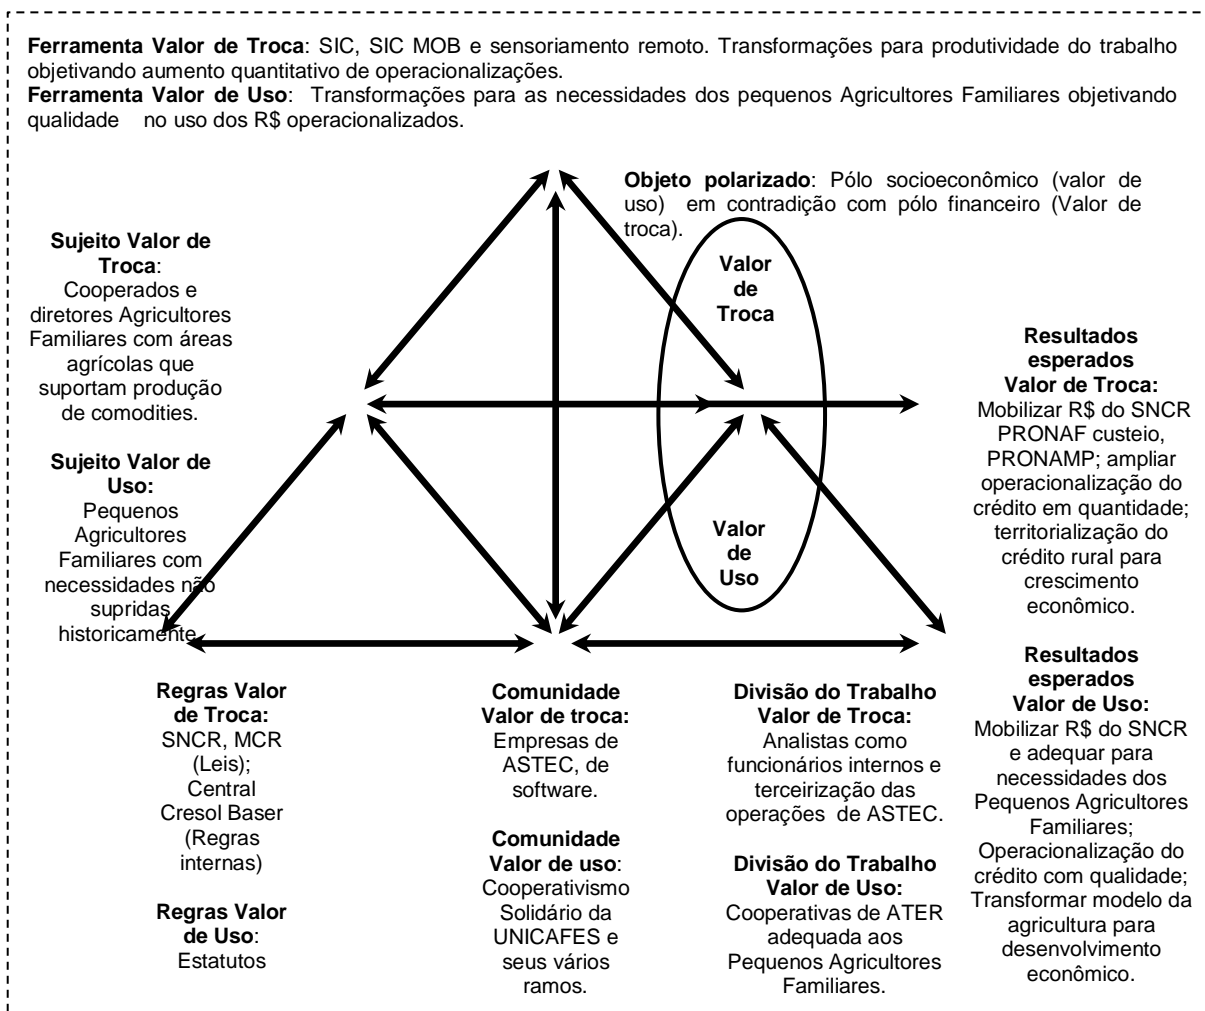 Ferramenta Valor de Troca: SIC, SIC MOB e sensoriamento remoto. Transformações para produtividade do trabalho
objetivando aumento quantitativo de operacionalizações.
Ferramenta Valor de Uso: Transformações para as necessidades dos pequenos Agricultores Familiares objetivando
qualidade no uso dos R$ operacionalizados.
Objeto polarizado: Pólo socioeconômico (valor de
uso) em contradição com pólo financeiro (Valor de
troca).
Valor
de
Troca
Valor
de
Uso
Sujeito Valor de
Troca:
Cooperados e
diretores Agricultores
Familiares com áreas
agrícolas que
suportam produção
de comodities.
Sujeito Valor de
Uso:
Pequenos
Agricultores
Familiares com
necessidades não
supridas
historicamente
Resultados
esperados
Valor de Troca:
Mobilizar R$ do SNCR
PRONAF custeio,
PRONAMP; ampliar
operacionalização do
crédito em quantidade;
territorialização do
crédito rural para
crescimento
econômico.
Resultados
esperados
Valor de Uso:
Mobilizar R$ do SNCR
e adequar para
necessidades dos
Pequenos Agricultores
Familiares;
Operacionalização do
crédito com qualidade;
Transformar modelo da
agricultura para
desenvolvimento
econômico.
Regras Valor
de Troca:
SNCR, MCR
(Leis);
Central
Cresol Baser
(Regras
internas)
Regras Valor
de Uso:
Estatutos
Comunidade
Valor de troca:
Empresas de
ASTEC, de
software.
Comunidade
Valor de uso:
Cooperativismo
Solidário da
UNICAFES e
seus vários
ramos.
Divisão do Trabalho
Valor de Troca:
Analistas como
funcionários internos e
terceirização das
operações de ASTEC.
Divisão do Trabalho
Valor de Uso:
Cooperativas de ATER
adequada aos
Pequenos Agricultores
Familiares.